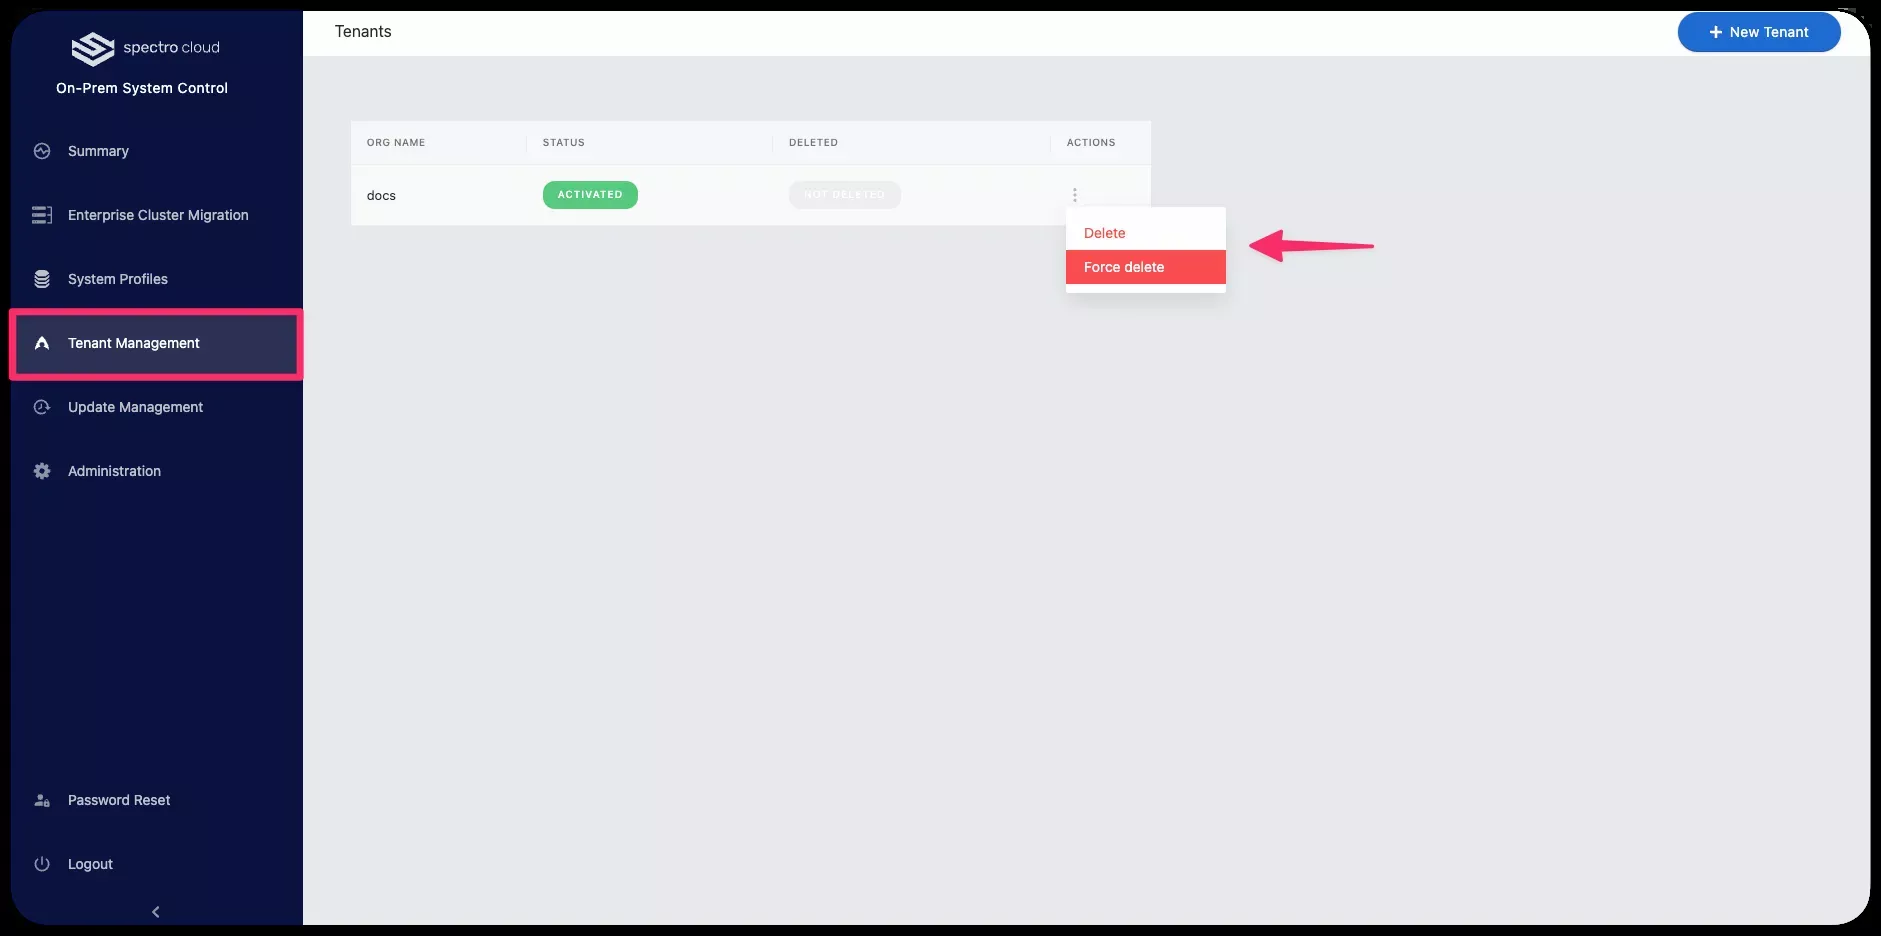 spectro cloud
On-Prem System Control
Summary
Enterprise Cluster Migration
System Profiles
Tenant Management
Update Management
Administration
Password Reset
Logout
Tenants
+ New Tenant
ORG NAME STATUS DELETED ACTIONS
docs ACTIVATED NOT DELETED
Delete
Force delete